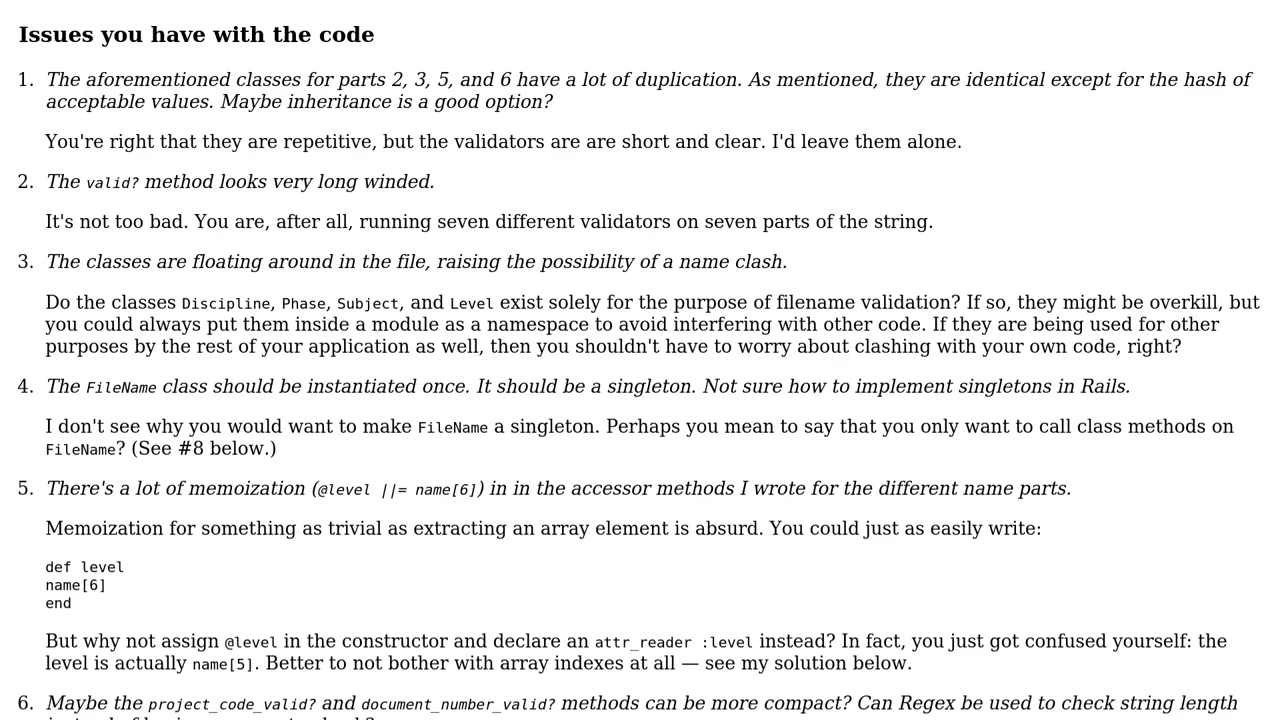 Issues you have with the code
1. The aforementioned classes for parts 2, 3, 5, and 6 have a lot of duplication. As mentioned, they are identical except for the hash of
acceptable values. Maybe inheritance is a good option?
You're right that they are repetitive, but the validators are are short and clear. I'd leave them alone.
2. The valid? method looks very long winded.
It's not too bad. You are, after all, running seven different validators on seven parts of the string.
3. The classes are floating around in the file, raising the possibility of a name clash.
Do the classes Discipline, Phase, Subject, and Level exist solely for the purpose of filename validation? If so, they might be overkill, but
you could always put them inside a module as a namespace to avoid interfering with other code. If they are being used for other
purposes by the rest of your application as well, then you shouldn't have to worry about clashing with your own code, right?
4. The FileName class should be instantiated once. It should be a singleton. Not sure how to implement singletons in Rails.
I don't see why you would want to make FileName a singleton. Perhaps you mean to say that you only want to call class methods on
FileName? (See #8 below.)
5. There's a lot of memoization (@level ||= name[6]) in in the accessor methods I wrote for the different name parts.
Memoization for something as trivial as extracting an array element is absurd. You could just as easily write:
def level
name[6]
end
But why not assign @level in the constructor and declare an attr_reader :level instead? In fact, you just got confused yourself: the
level is actually name[5]. Better to not bother with array indexes at all — see my solution below.
6. Maybe the project_code_valid? and document_number_valid? methods can be more compact? Can Regex be used to check string length